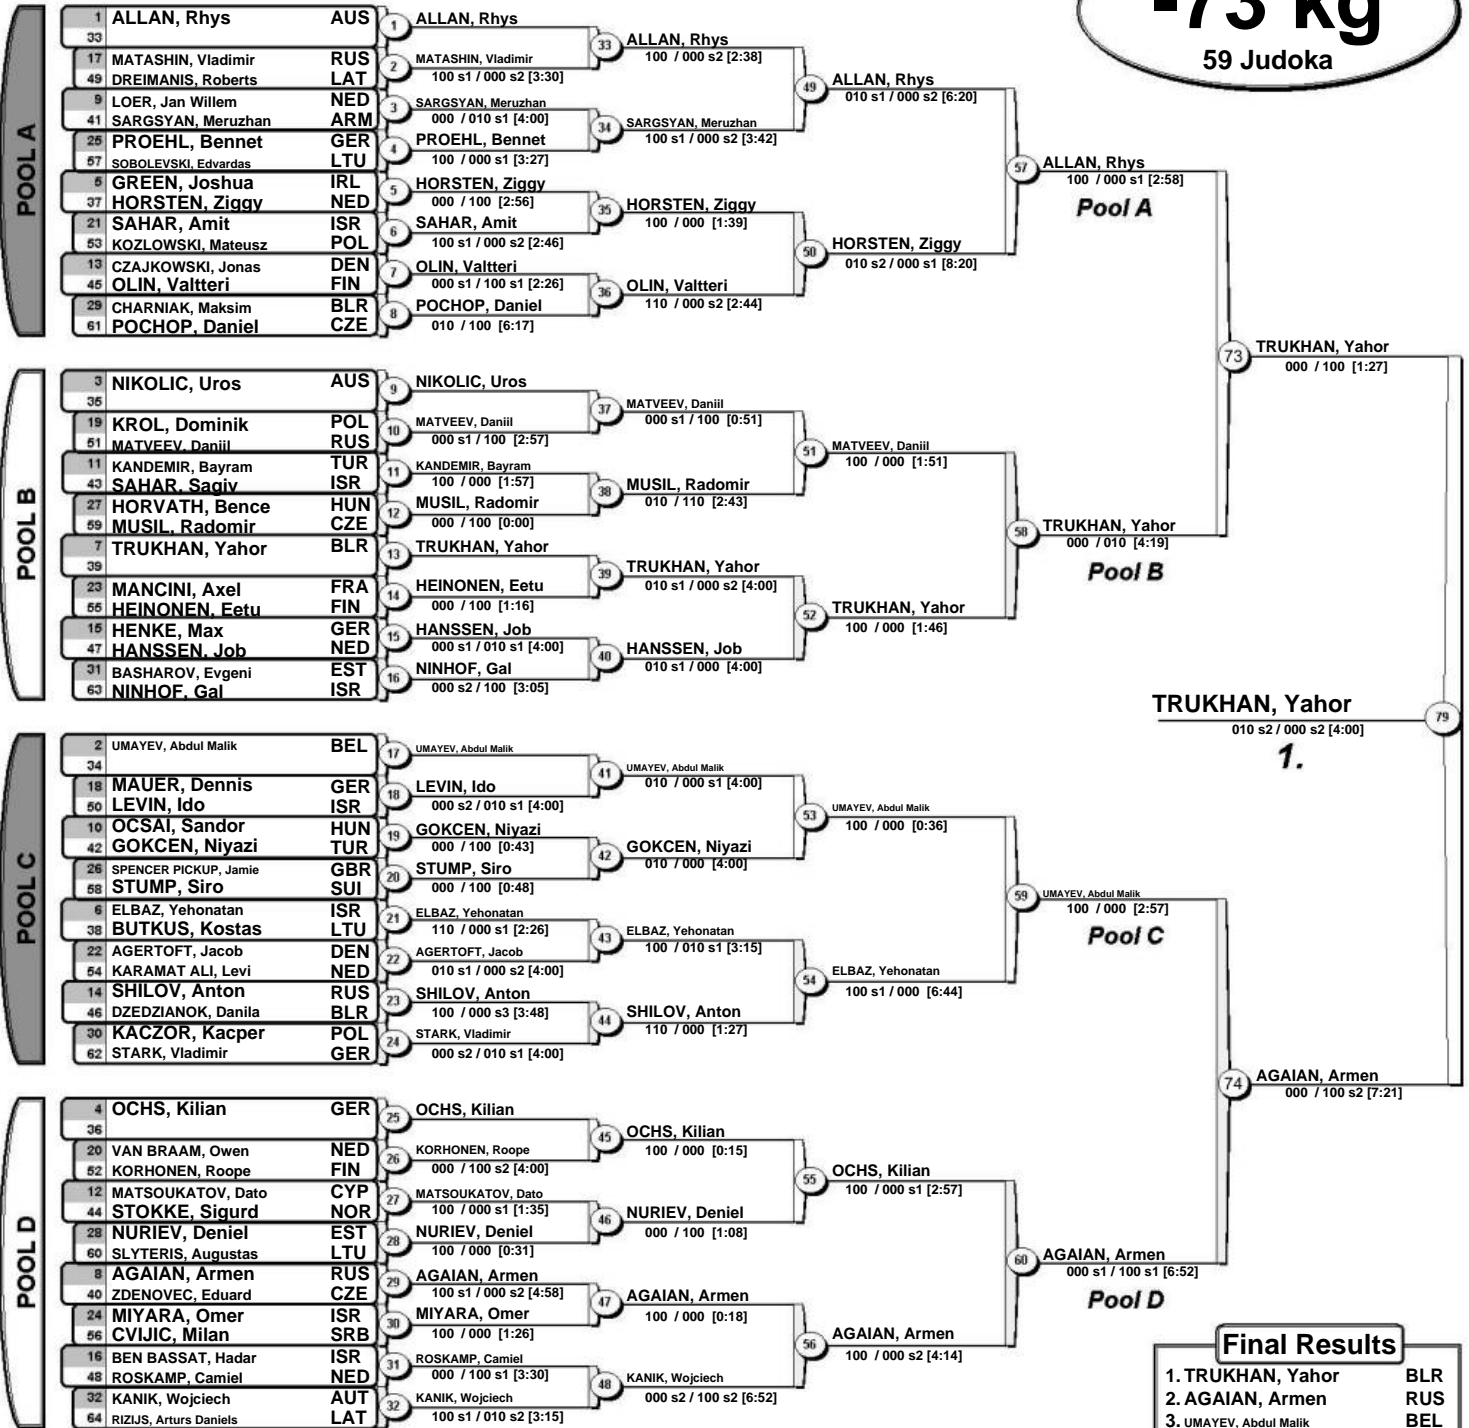 -73 kg
59 Judoka
POOL A
1 ALLAN, Rhys AUS
33
17 MATASHIN, Vladimir RUS
49 DREIMANIS, Roberts LAT
9 LOER, Jan Willem NED
41 SARGSYAN, Meruzhan ARM
25 PROEHL, Bennet GER
57 SOBOLEVSKI, Edvardas LTU
5 GREEN, Joshua IRL
37 HORSTEN, Ziggy NED
21 SAHAR, Amit ISR
53 KOZLOWSKI, Mateusz POL
13 CZAJKOWSKI, Jonas DEN
45 OLIN, Valtteri FIN
29 CHARNIAK, Maksim BLR
61 POCHOP, Daniel CZE
1 ALLAN, Rhys
2 MATASHIN, Vladimir
100 s1 / 000 s2 [3:30]
3 SARGSYAN, Meruzhan
000 / 010 s1 [4:00]
4 PROEHL, Bennet
100 / 000 s1 [3:27]
5 HORSTEN, Ziggy
000 / 100 [2:56]
6 SAHAR, Amit
100 s1 / 000 s2 [2:46]
7 OLIN, Valtteri
000 s1 / 100 s1 [2:26]
8 POCHOP, Daniel
010 / 100 [6:17]
33 ALLAN, Rhys
100 / 000 s2 [2:38]
34 SARGSYAN, Meruzhan
100 s1 / 000 s2 [3:42]
35 HORSTEN, Ziggy
100 / 000 [1:39]
36 OLIN, Valtteri
110 / 000 s2 [2:44]
49 ALLAN, Rhys
010 s1 / 000 s2 [6:20]
50 HORSTEN, Ziggy
010 s2 / 000 s1 [8:20]
57 ALLAN, Rhys
100 / 000 s1 [2:58]
Pool A
POOL B
3 NIKOLIC, Uros AUS
35
19 KROL, Dominik POL
51 MATVEEV, Daniil RUS
11 KANDEMIR, Bayram TUR
43 SAHAR, Sagiv ISR
27 HORVATH, Bence HUN
59 MUSIL, Radomir CZE
7 TRUKHAN, Yahor BLR
39
23 MANCINI, Axel FRA
55 HEINONEN, Eetu FIN
15 HENKE, Max GER
47 HANSSEN, Job NED
31 BASHAROV, Evgeni EST
63 NINHOF, Gal ISR
9 NIKOLIC, Uros
10 MATVEEV, Daniil
000 s1 / 100 [2:57]
11 KANDEMIR, Bayram
100 / 000 [1:57]
12 MUSIL, Radomir
000 / 100 [0:00]
13 TRUKHAN, Yahor
14 HEINONEN, Eetu
000 / 100 [1:16]
15 HANSSEN, Job
000 s1 / 010 s1 [4:00]
16 NINHOF, Gal
000 s2 / 100 [3:05]
37 MATVEEV, Daniil
000 s1 / 100 [0:51]
38 MUSIL, Radomir
010 / 110 [2:43]
39 TRUKHAN, Yahor
010 s1 / 000 s2 [4:00]
40 HANSSEN, Job
010 s1 / 000 [4:00]
51 MATVEEV, Daniil
100 / 000 [1:51]
52 TRUKHAN, Yahor
100 / 000 [1:46]
58 TRUKHAN, Yahor
000 / 010 [4:19]
Pool B
73 TRUKHAN, Yahor
000 / 100 [1:27]
TRUKHAN, Yahor 79
010 s2 / 000 s2 [4:00]
1.
POOL C
2 UMAYEV, Abdul Malik BEL
34
18 MAUER, Dennis GER
50 LEVIN, Ido ISR
10 OCSAI, Sandor HUN
42 GOKCEN, Niyazi TUR
26 SPENCER PICKUP, Jamie GBR
58 STUMP, Siro SUI
6 ELBAZ, Yehonatan ISR
38 BUTKUS, Kostas LTU
22 AGERTOFT, Jacob DEN
54 KARAMAT ALI, Levi NED
14 SHILOV, Anton RUS
46 DZEDZIANOK, Danila BLR
30 KACZOR, Kacper POL
62 STARK, Vladimir GER
17 UMAYEV, Abdul Malik
18 LEVIN, Ido
000 s2 / 010 s1 [4:00]
19 GOKCEN, Niyazi
000 / 100 [0:43]
20 STUMP, Siro
000 / 100 [0:48]
21 ELBAZ, Yehonatan
110 / 000 s1 [2:26]
22 AGERTOFT, Jacob
010 s1 / 000 s2 [4:00]
23 SHILOV, Anton
100 / 000 s3 [3:48]
24 STARK, Vladimir
000 s2 / 010 s1 [4:00]
41 UMAYEV, Abdul Malik
010 / 000 s1 [4:00]
42 GOKCEN, Niyazi
010 / 000 [4:00]
43 ELBAZ, Yehonatan
100 / 010 s1 [3:15]
44 SHILOV, Anton
110 / 000 [1:27]
53 UMAYEV, Abdul Malik
100 / 000 [0:36]
54 ELBAZ, Yehonatan
100 s1 / 000 [6:44]
59 UMAYEV, Abdul Malik
100 / 000 [2:57]
Pool C
74 AGAIAN, Armen
000 / 100 s2 [7:21]
POOL D
4 OCHS, Kilian GER
36
20 VAN BRAAM, Owen NED
52 KORHONEN, Roope FIN
12 MATSOUKATOV, Dato CYP
44 STOKKE, Sigurd NOR
28 NURIEV, Deniel EST
60 SLYTERIS, Augustas LTU
8 AGAIAN, Armen RUS
40 ZDENOVEC, Eduard CZE
24 MIYARA, Omer ISR
56 CVIJIC, Milan SRB
16 BEN BASSAT, Hadar ISR
48 ROSKAMP, Camiel NED
32 KANIK, Wojciech AUT
64 RIZIJS, Arturs Daniels LAT
25 OCHS, Kilian
26 KORHONEN, Roope
000 / 100 s2 [4:00]
27 MATSOUKATOV, Dato
100 / 000 s1 [1:35]
28 NURIEV, Deniel
100 / 000 [0:31]
29 AGAIAN, Armen
100 s1 / 000 s2 [4:58]
30 MIYARA, Omer
100 / 000 [1:26]
31 ROSKAMP, Camiel
000 / 100 s1 [3:30]
32 KANIK, Wojciech
100 s1 / 010 s2 [3:15]
45 OCHS, Kilian
100 / 000 [0:15]
46 NURIEV, Deniel
000 / 100 [1:08]
47 AGAIAN, Armen
100 / 000 [0:18]
48 KANIK, Wojciech
000 s2 / 100 s2 [6:52]
55 OCHS, Kilian
100 / 000 s1 [2:57]
56 AGAIAN, Armen
100 / 000 s2 [4:14]
60 AGAIAN, Armen
000 s1 / 100 s1 [6:52]
Pool D
Final Results
1. TRUKHAN, Yahor BLR
2. AGAIAN, Armen RUS
3. UMAYEV, Abdul Malik BEL